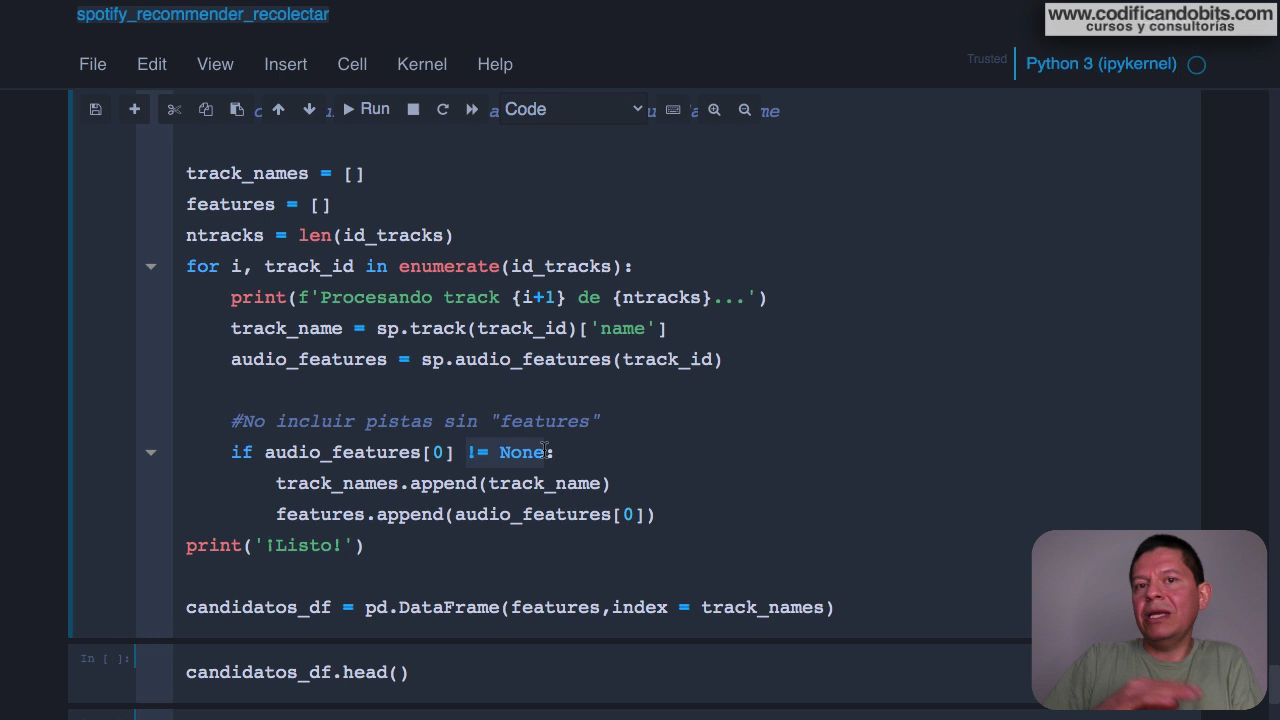 spotify_recommender_recolectar
www.codificandobits.com
cursos y consultorías
File Edit View Insert Cell Kernel Help
Trusted Python 3 (ipykernel)
Run Code
track_names = []
features = []
ntracks = len(id_tracks)
for i, track_id in enumerate(id_tracks):
print(f'Procesando track {i+1} de {ntracks}...')
track_name = sp.track(track_id)['name']
audio_features = sp.audio_features(track_id)
#No incluir pistas sin "features"
if audio_features[0] != None:
track_names.append(track_name)
features.append(audio_features[0])
print('¡Listo!')
candidatos_df = pd.DataFrame(features,index = track_names)
In [ ]:
candidatos_df.head()